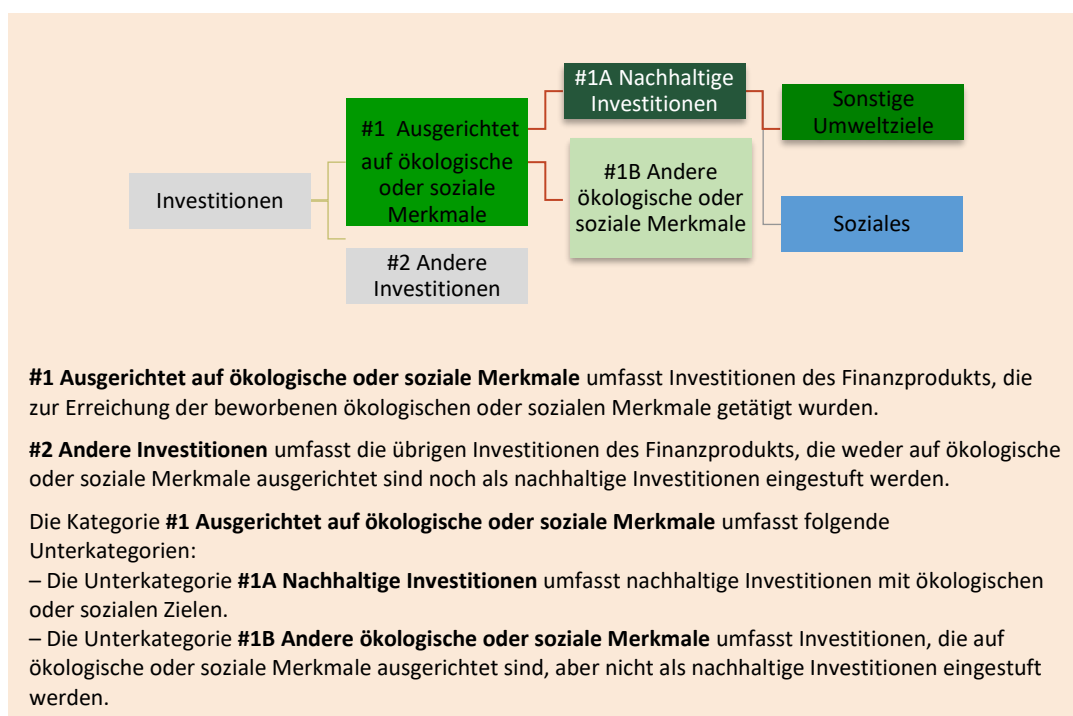 #1A Nachhaltige
Investitionen
Sonstige
Umweltziele
#1 Ausgerichtet
auf ökologische
oder soziale
Merkmale
#1B Andere
ökologische oder
soziale Merkmale
Investitionen
Soziales
#2 Andere
Investitionen
#1 Ausgerichtet auf ökologische oder soziale Merkmale umfasst Investitionen des Finanzprodukts, die
zur Erreichung der beworbenen ökologischen oder sozialen Merkmale getätigt wurden.
#2 Andere Investitionen umfasst die übrigen Investitionen des Finanzprodukts, die weder auf ökologische
oder soziale Merkmale ausgerichtet sind noch als nachhaltige Investitionen eingestuft werden.
Die Kategorie #1 Ausgerichtet auf ökologische oder soziale Merkmale umfasst folgende
Unterkategorien:
– Die Unterkategorie #1A Nachhaltige Investitionen umfasst nachhaltige Investitionen mit ökologischen
oder sozialen Zielen.
– Die Unterkategorie #1B Andere ökologische oder soziale Merkmale umfasst Investitionen, die auf
ökologische oder soziale Merkmale ausgerichtet sind, aber nicht als nachhaltige Investitionen eingestuft
werden.